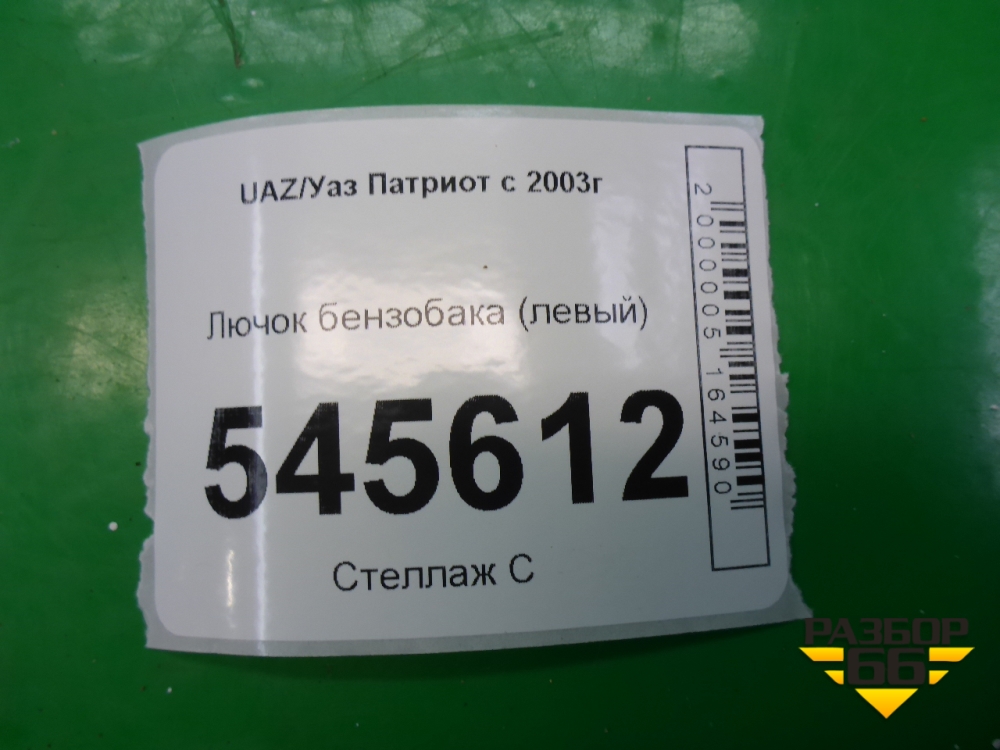 UAZ/Уаз Патриот с 2003г
Лючок бензобака (левый)
545612
Стеллаж С
2000005164590
РАЗБОР
66